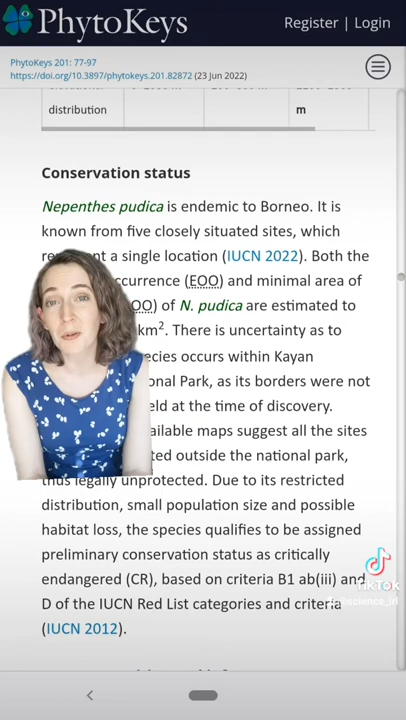 PhytoKeys
Register | Login
PhytoKeys 201: 77-97
https://doi.org/10.3897/phytokeys.201.82872 (23 Jun 2022)
distribution
m
Conservation status
Nepenthes pudica is endemic to Borneo. It is
known from five closely situated sites, which
a single location (IUCN 2022). Both the
(EOO) and minimal area of
of N. pudica are estimated to
km2. There is uncertainty as to
occurs within Kayan
Park, as its borders were not
at the time of discovery.
maps suggest all the sites
outside the national park,
thus legally unprotected. Due to its restricted
distribution, small population size and possible
habitat loss, the species qualifies to be assigned
preliminary conservation status as critically
endangered (CR), based on criteria B1 ab(iii) and
D of the IUCN Red List categories and criteria
(IUCN 2012).
TikTok